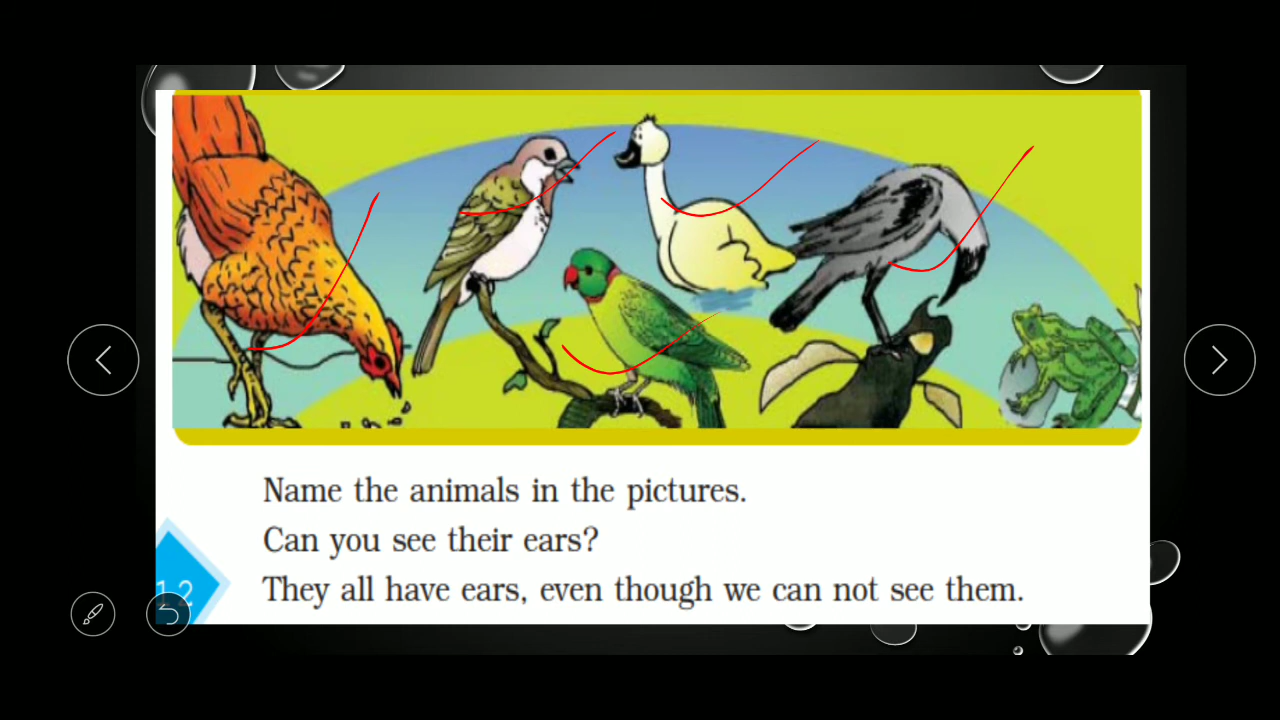 Name the animals in the pictures.
Can you see their ears?
They all have ears, even though we can not see them.
12